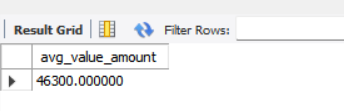 Result Grid Filter Rows:
avg_value_amount
46300.000000